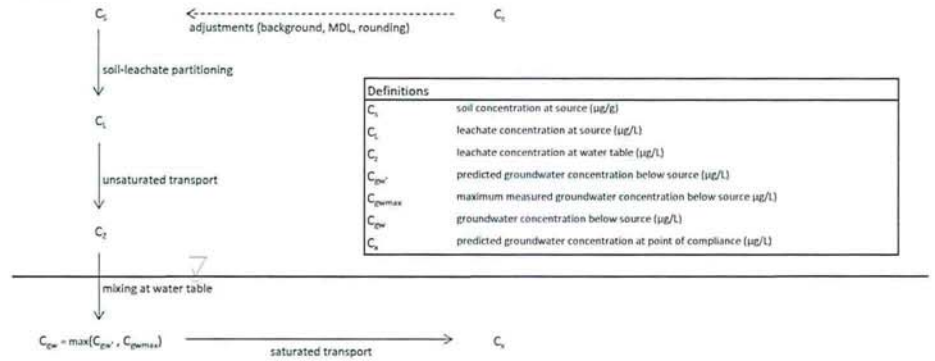 Cs Cs
adjustments (background, MDL, rounding)
soil-leachate partitioning
Definitions
Cs soil concentration at source (µg/g)
CL leachate concentration at source (µg/L)
CL
Cz leachate concentration at water table (µg/L)
Cgw' predicted groundwater concentration below source (µg/L)
unsaturated transport
Cgwmax maximum measured groundwater concentration below source µg/L)
Cgw groundwater concentration below source (µg/L)
Cz
Cx predicted groundwater concentration at point of compliance (µg/L)
mixing at water table
Cgw = max(Cgw' , Cgwmax) Cx
saturated transport